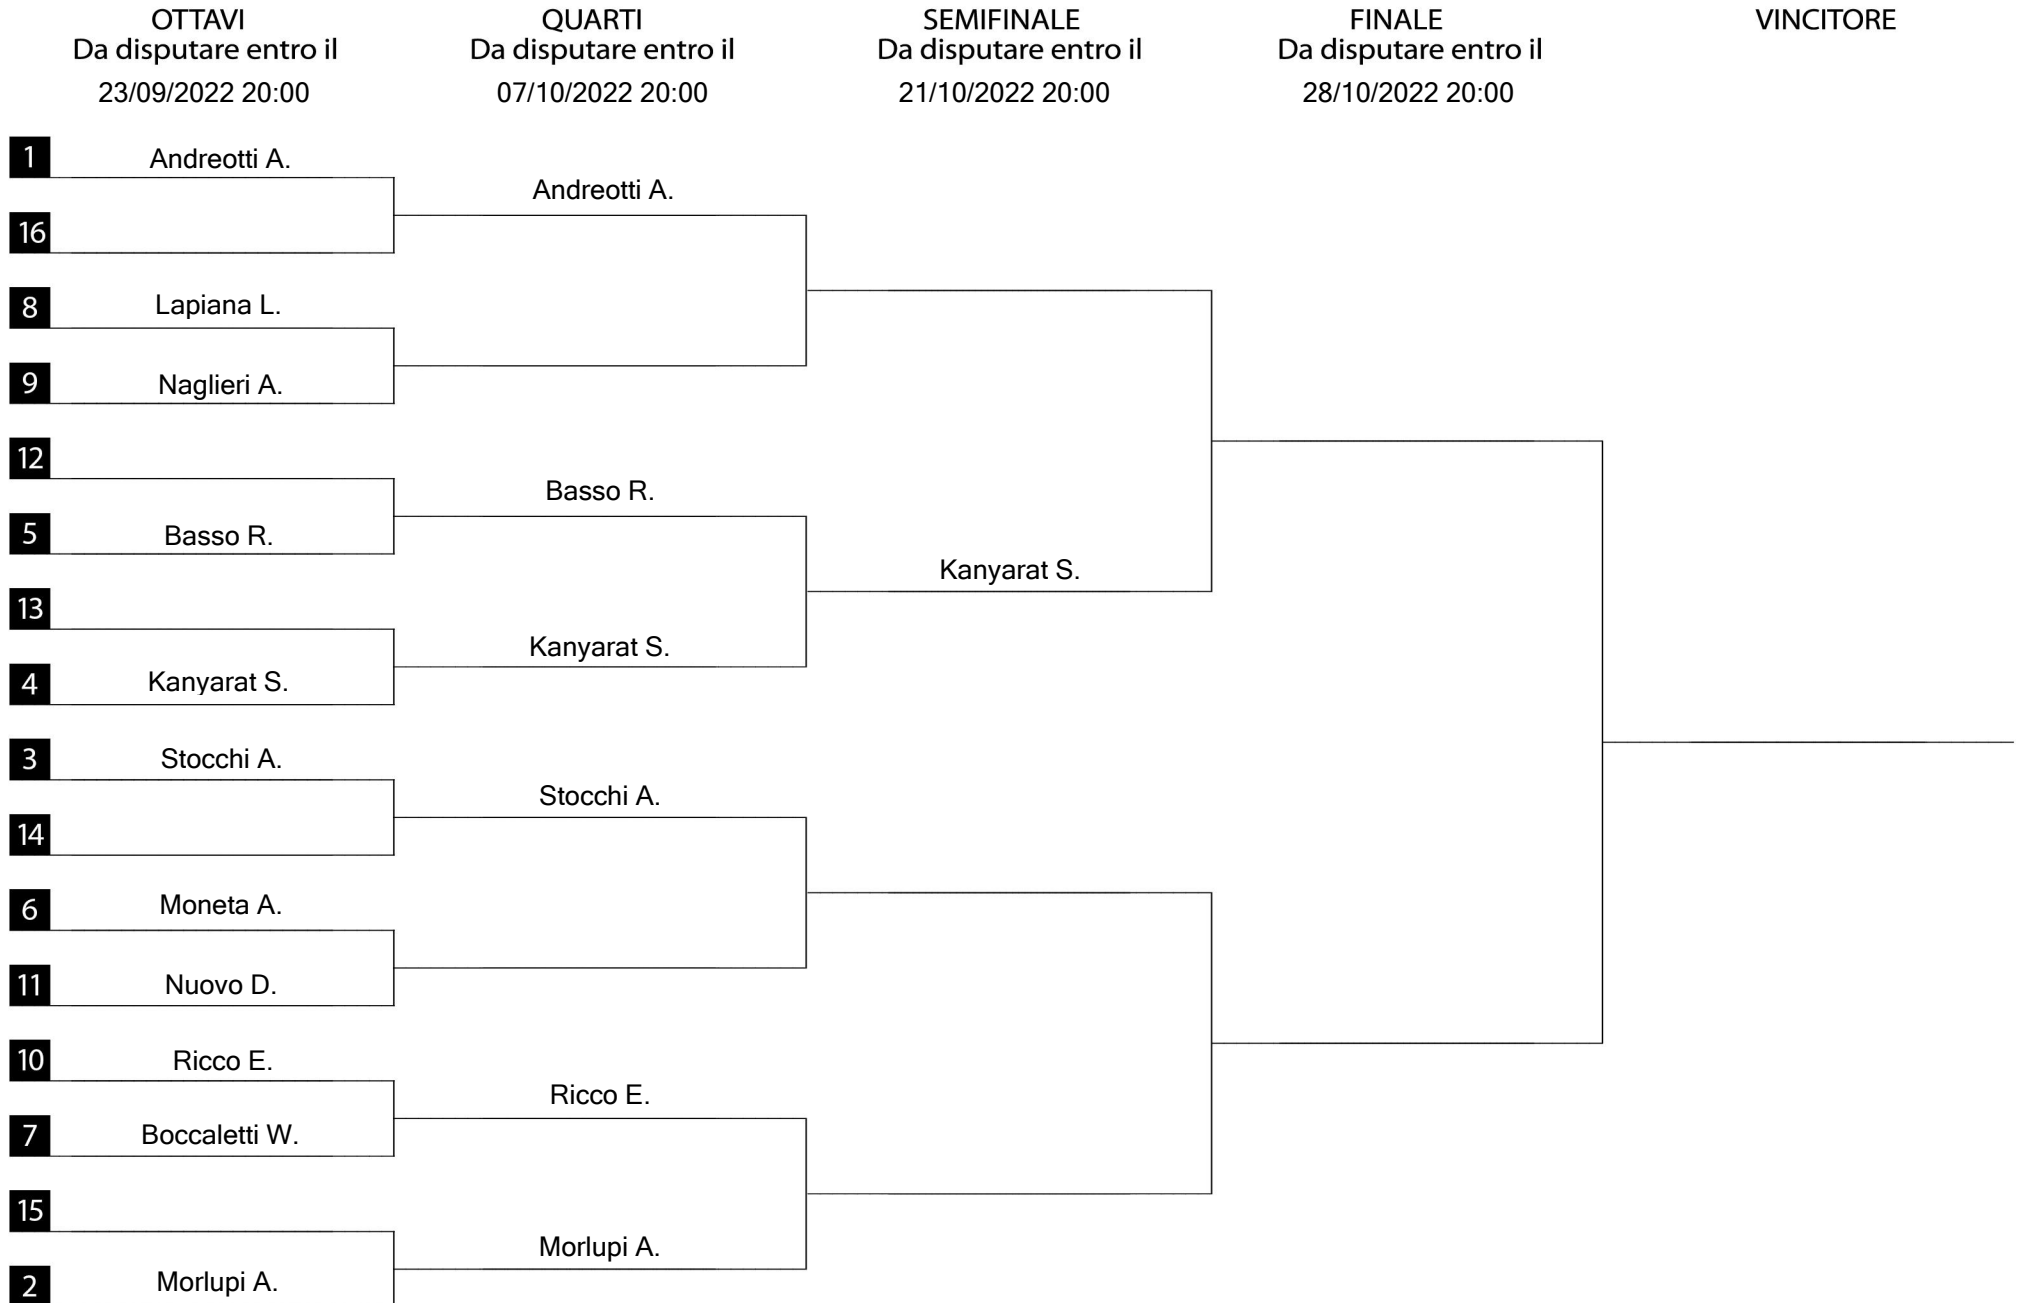 OTTAVI
Da disputare entro il
23/09/2022 20:00
QUARTI
Da disputare entro il
07/10/2022 20:00
SEMIFINALE
Da disputare entro il
21/10/2022 20:00
FINALE
Da disputare entro il
28/10/2022 20:00
VINCITORE
1 Andreotti A.
16
8 Lapiana L.
9 Naglieri A.
12
5 Basso R.
13
4 Kanyarat S.
3 Stocchi A.
14
6 Moneta A.
11 Nuovo D.
10 Ricco E.
7 Boccaletti W.
15
2 Morlupi A.
Andreotti A.
Basso R.
Kanyarat S.
Stocchi A.
Ricco E.
Morlupi A.
Kanyarat S.